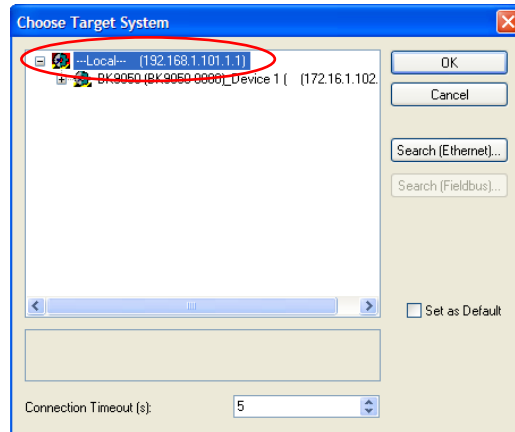 Choose Target System
---Local--- (192.168.1.101.1.1)
BK9050 (BK9050-0000)_Device 1 ( (172.16.1.102.
OK
Cancel
Search (Ethernet)...
Search (Fieldbus)...
Set as Default
Connection Timeout (s):
5